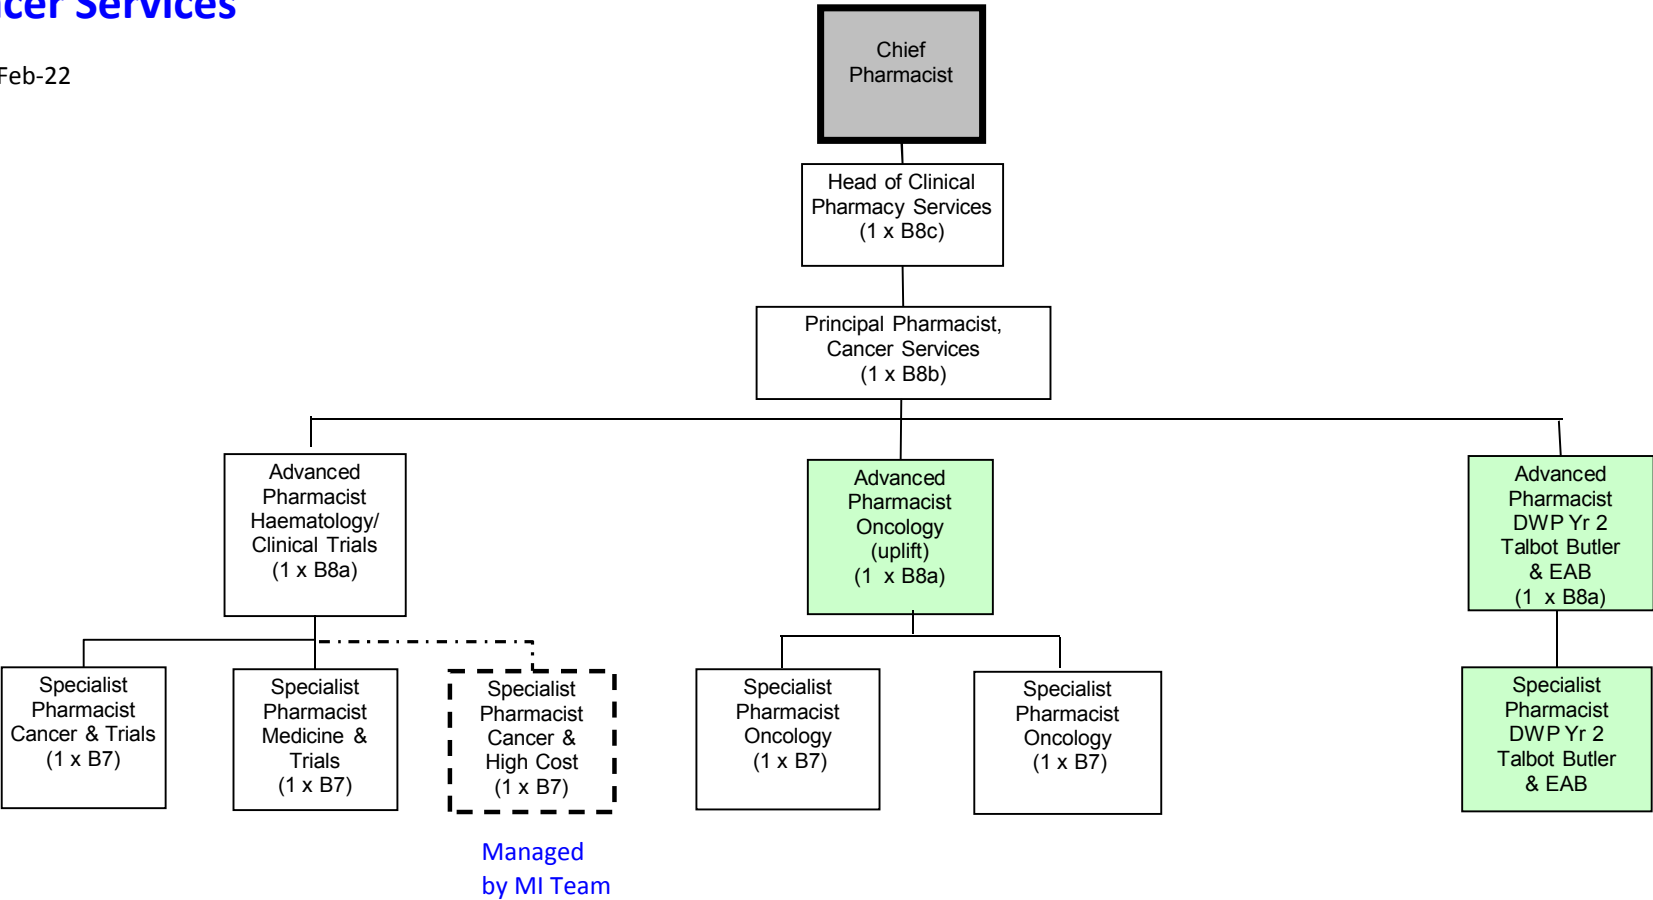 ncer Services
Feb-22
Chief
Pharmacist
Head of Clinical
Pharmacy Services
(1 x B8c)
Principal Pharmacist,
Cancer Services
(1 x B8b)
Advanced
Pharmacist
Haematology/
Clinical Trials
(1 x B8a)
Advanced
Pharmacist
Oncology
(uplift)
(1 x B8a)
Advanced
Pharmacist
DWP Yr 2
Talbot Butler
& EAB
(1 x B8a)
Specialist
Pharmacist
Cancer & Trials
(1 x B7)
Specialist
Pharmacist
Medicine &
Trials
(1 x B7)
Specialist
Pharmacist
Cancer &
High Cost
(1 x B7)
Specialist
Pharmacist
Oncology
(1 x B7)
Specialist
Pharmacist
Oncology
(1 x B7)
Specialist
Pharmacist
DWP Yr 2
Talbot Butler
& EAB
Managed
by MI Team